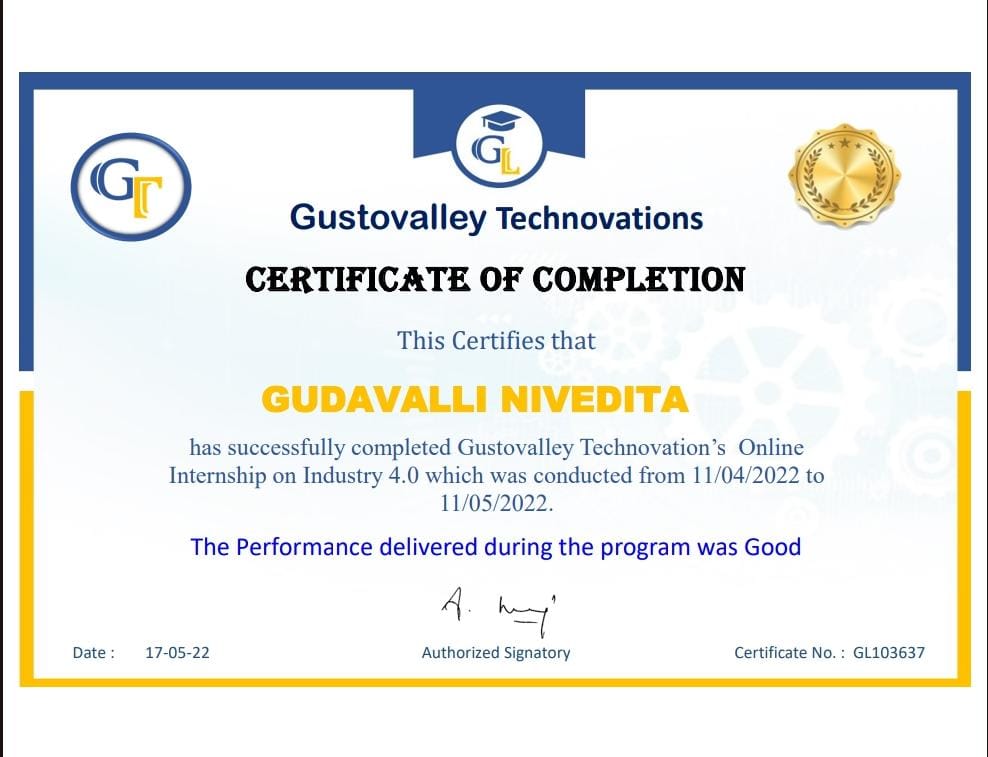 GL
GT
Gustovalley Technovations
CERTIFICATE OF COMPLETION
This Certifies that
GUDAVALLI NIVEDITA
has successfully completed Gustovalley Technovation’s Online
Internship on Industry 4.0 which was conducted from 11/04/2022 to
11/05/2022.
The Performance delivered during the program was Good
Date : 17-05-22
Authorized Signatory
Certificate No. : GL103637